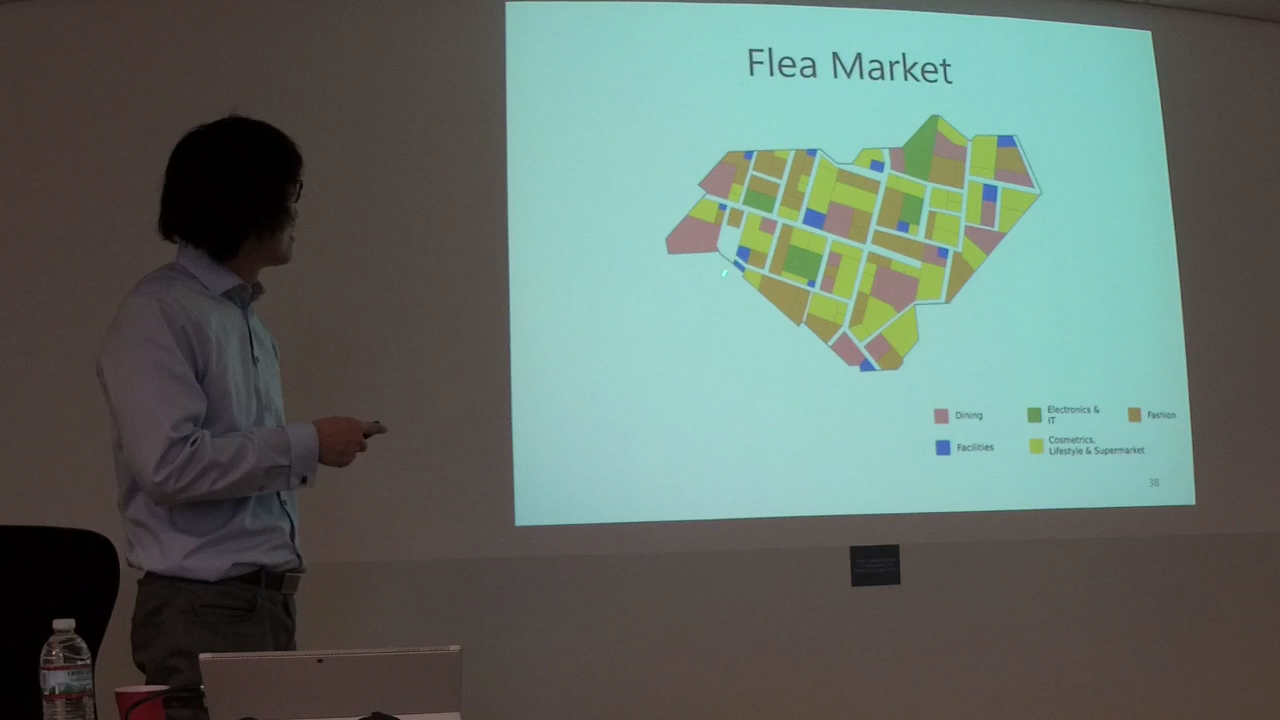 Flea Market
Dining
Electronics &
IT
Fashion
Facilities
Cosmetrics,
Lifestyle & Supermarket
38